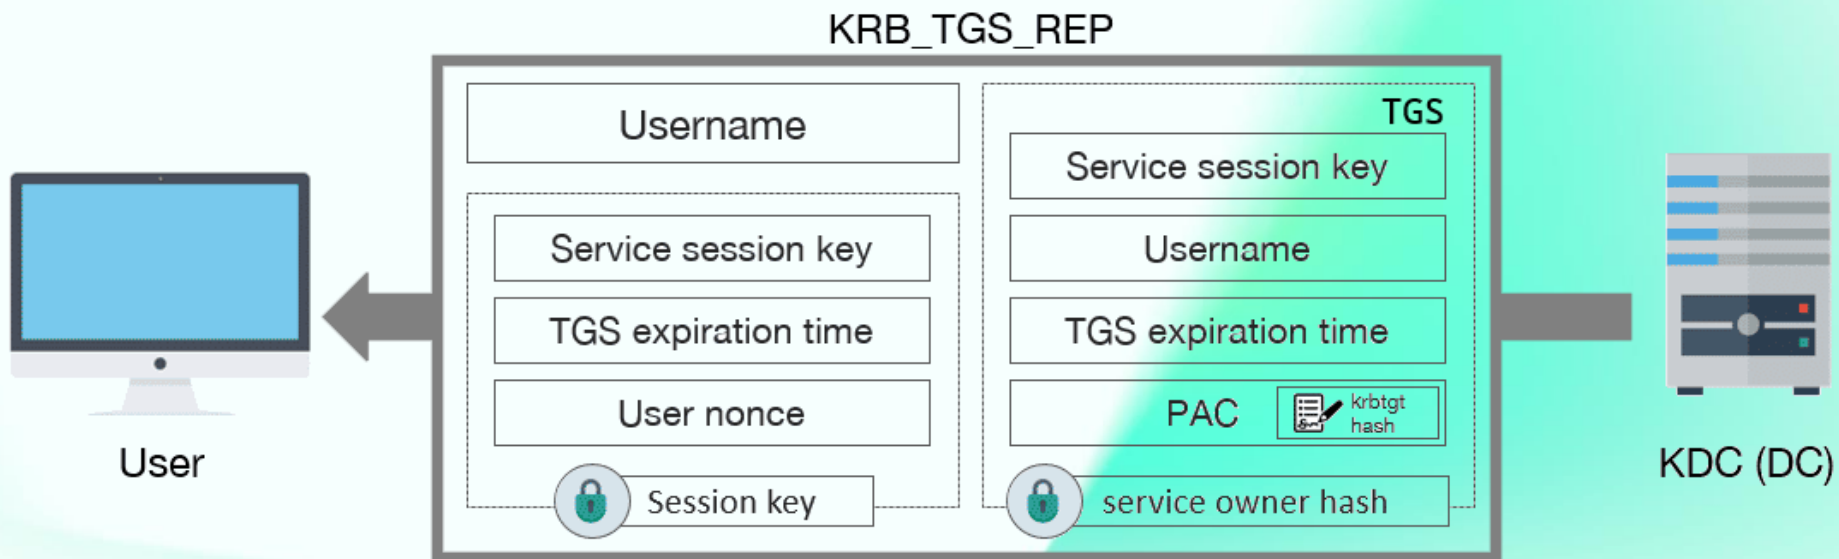 KRB_TGS_REP
Username
Service session key
TGS expiration time
User nonce
Session key
TGS
Service session key
Username
TGS expiration time
PAC
krbtgt
hash
service owner hash
User
KDC (DC)